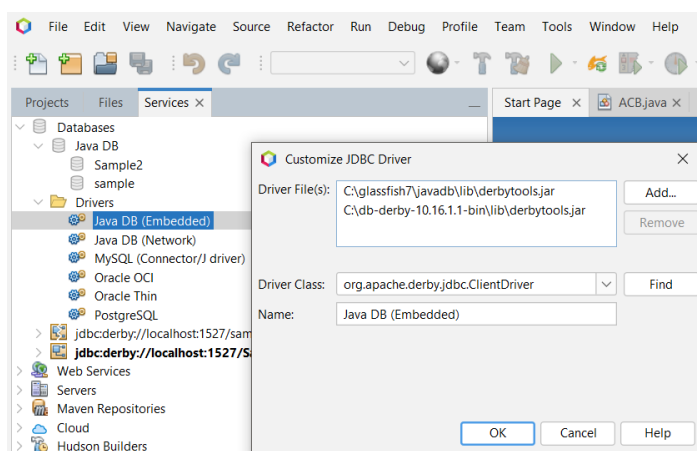 File Edit View Navigate Source Refactor Run Debug Profile Team Tools Window Help
Projects Files Services
Start Page ACB.java
Databases
Java DB
Sample2
sample
Drivers
Java DB (Embedded)
Java DB (Network)
MySQL (Connector/J driver)
Oracle OCI
Oracle Thin
PostgreSQL
jdbc:derby://localhost:1527/sam
jdbc:derby://localhost:1527/Sa
Web Services
Servers
Maven Repositories
Cloud
Hudson Builders
Customize JDBC Driver
Driver File(s):
C:\glassfish7\javadb\lib\derbytools.jar
C:\db-derby-10.16.1.1-bin\lib\derbytools.jar
Add...
Remove
Driver Class: org.apache.derby.jdbc.ClientDriver Find
Name: Java DB (Embedded)
OK Cancel Help